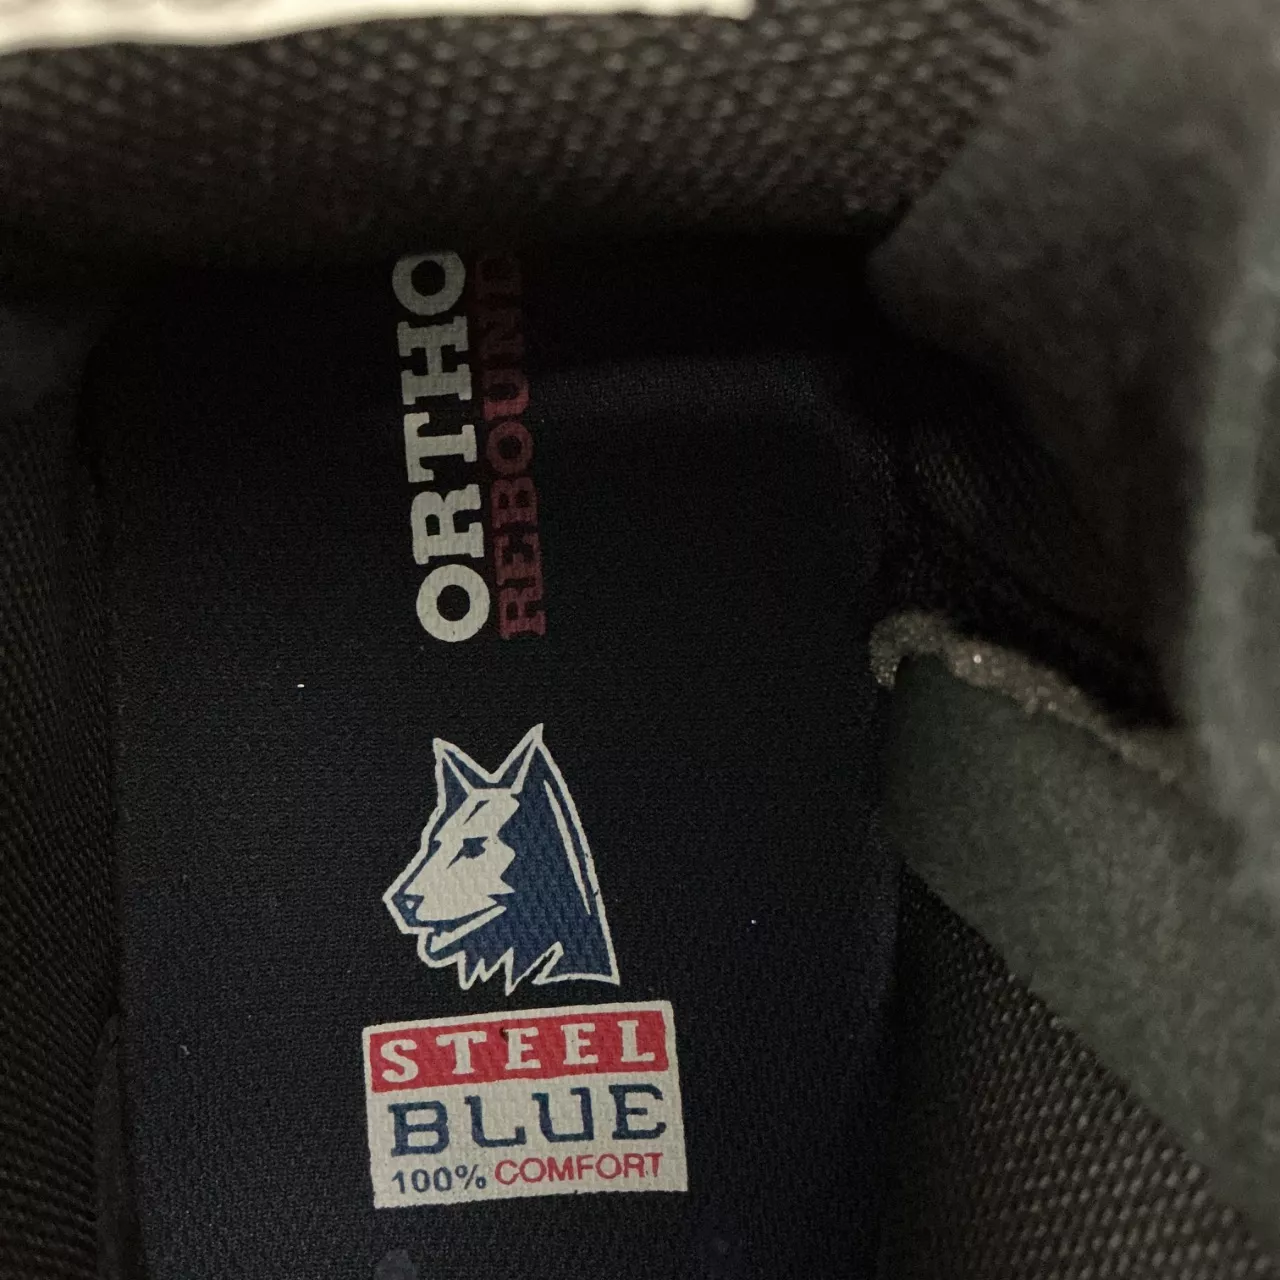 ORTHO
REBOUND
STEEL
BLUE
100% COMFORT